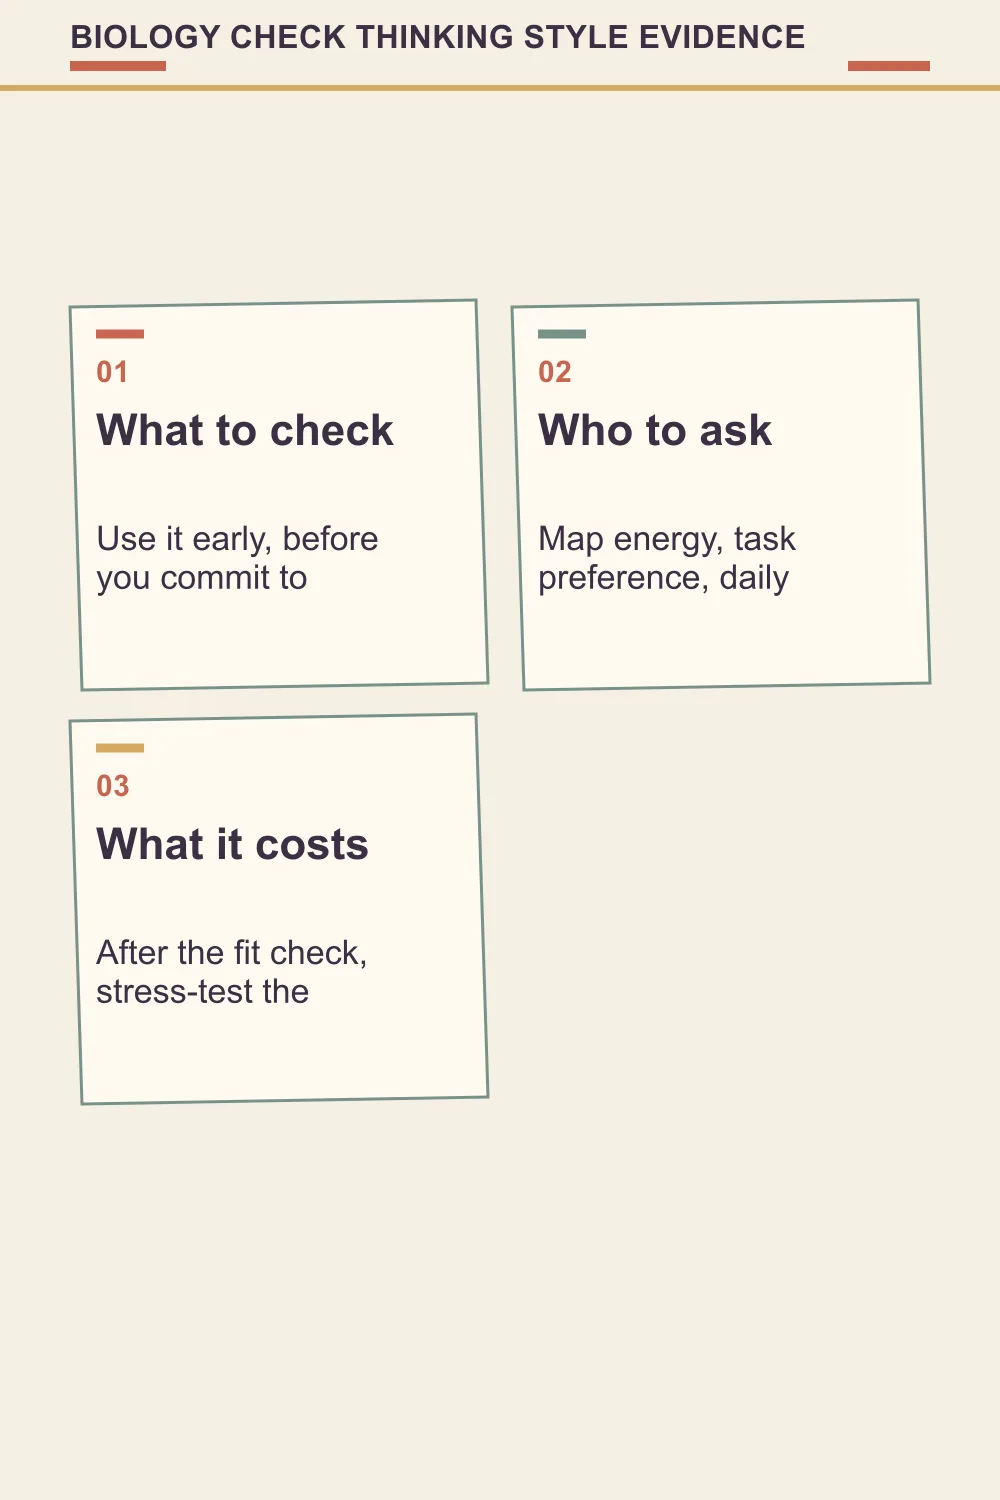 BIOLOGY CHECK THINKING STYLE EVIDENCE
01
What to check
Use it early, before
you commit to
02
Who to ask
Map energy, task
preference, daily
03
What it costs
After the fit check,
stress-test the